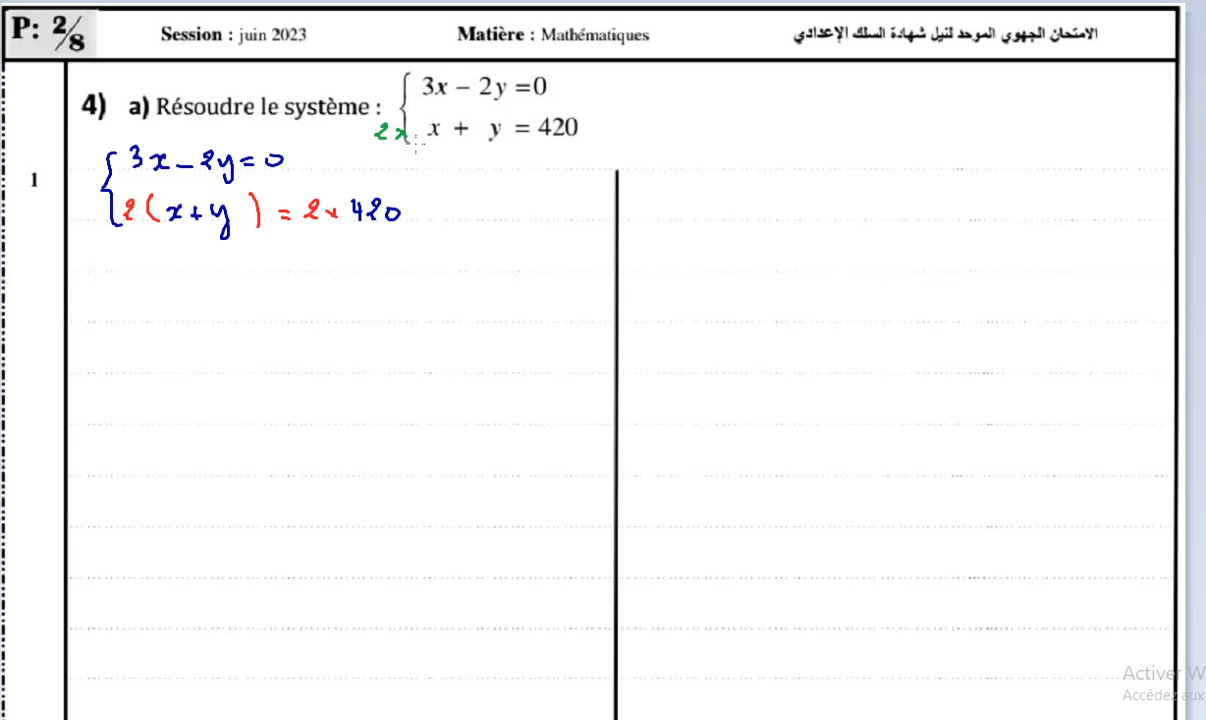 P: 2/8 Session : juin 2023 Matière : Mathématiques الامتحان الجهوي الموحد لنيل شهادة السلك الإعدادي
4) a) Résoudre le système : { 3x − 2y =0
2x x + y = 420
{ 3x − 2y = 0
1
2( x + y ) = 2 × 420
Activer W
Accédez aux